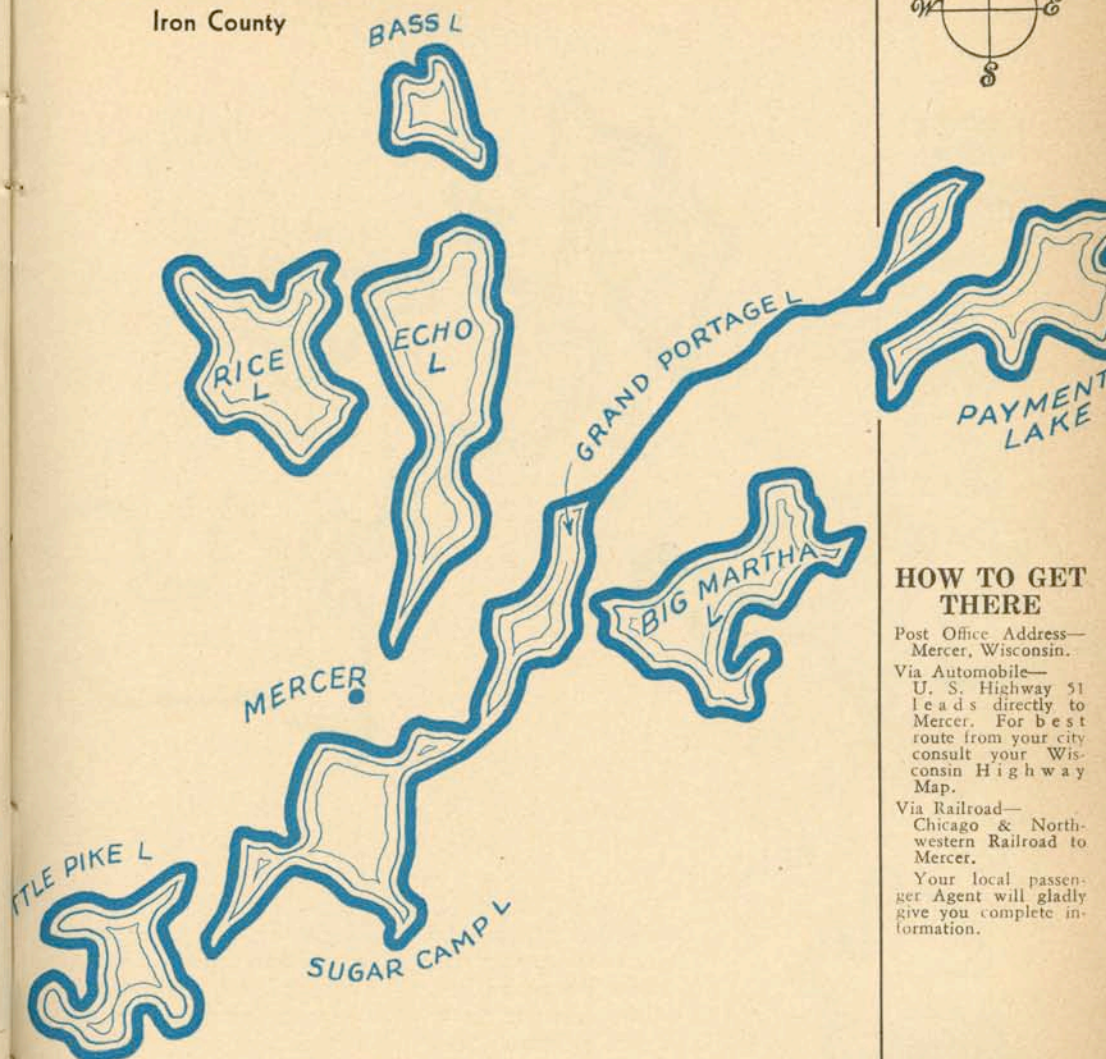 Iron County
W E
S
BASS L
RICE
L
ECHO
L
GRAND PORTAGE L
PAYMENT
LAKE
BIG MARTHA
L
MERCER
TTLE PIKE L
SUGAR CAMP L
HOW TO GET
THERE
Post Office Address—
Mercer, Wisconsin.
Via Automobile—
U. S. Highway 51
leads directly to
Mercer. For best
route from your city
consult your Wis-
consin Highway
Map.
Via Railroad—
Chicago & North-
western Railroad to
Mercer.
Your local passen-
ger Agent will gladly
give you complete in-
formation.